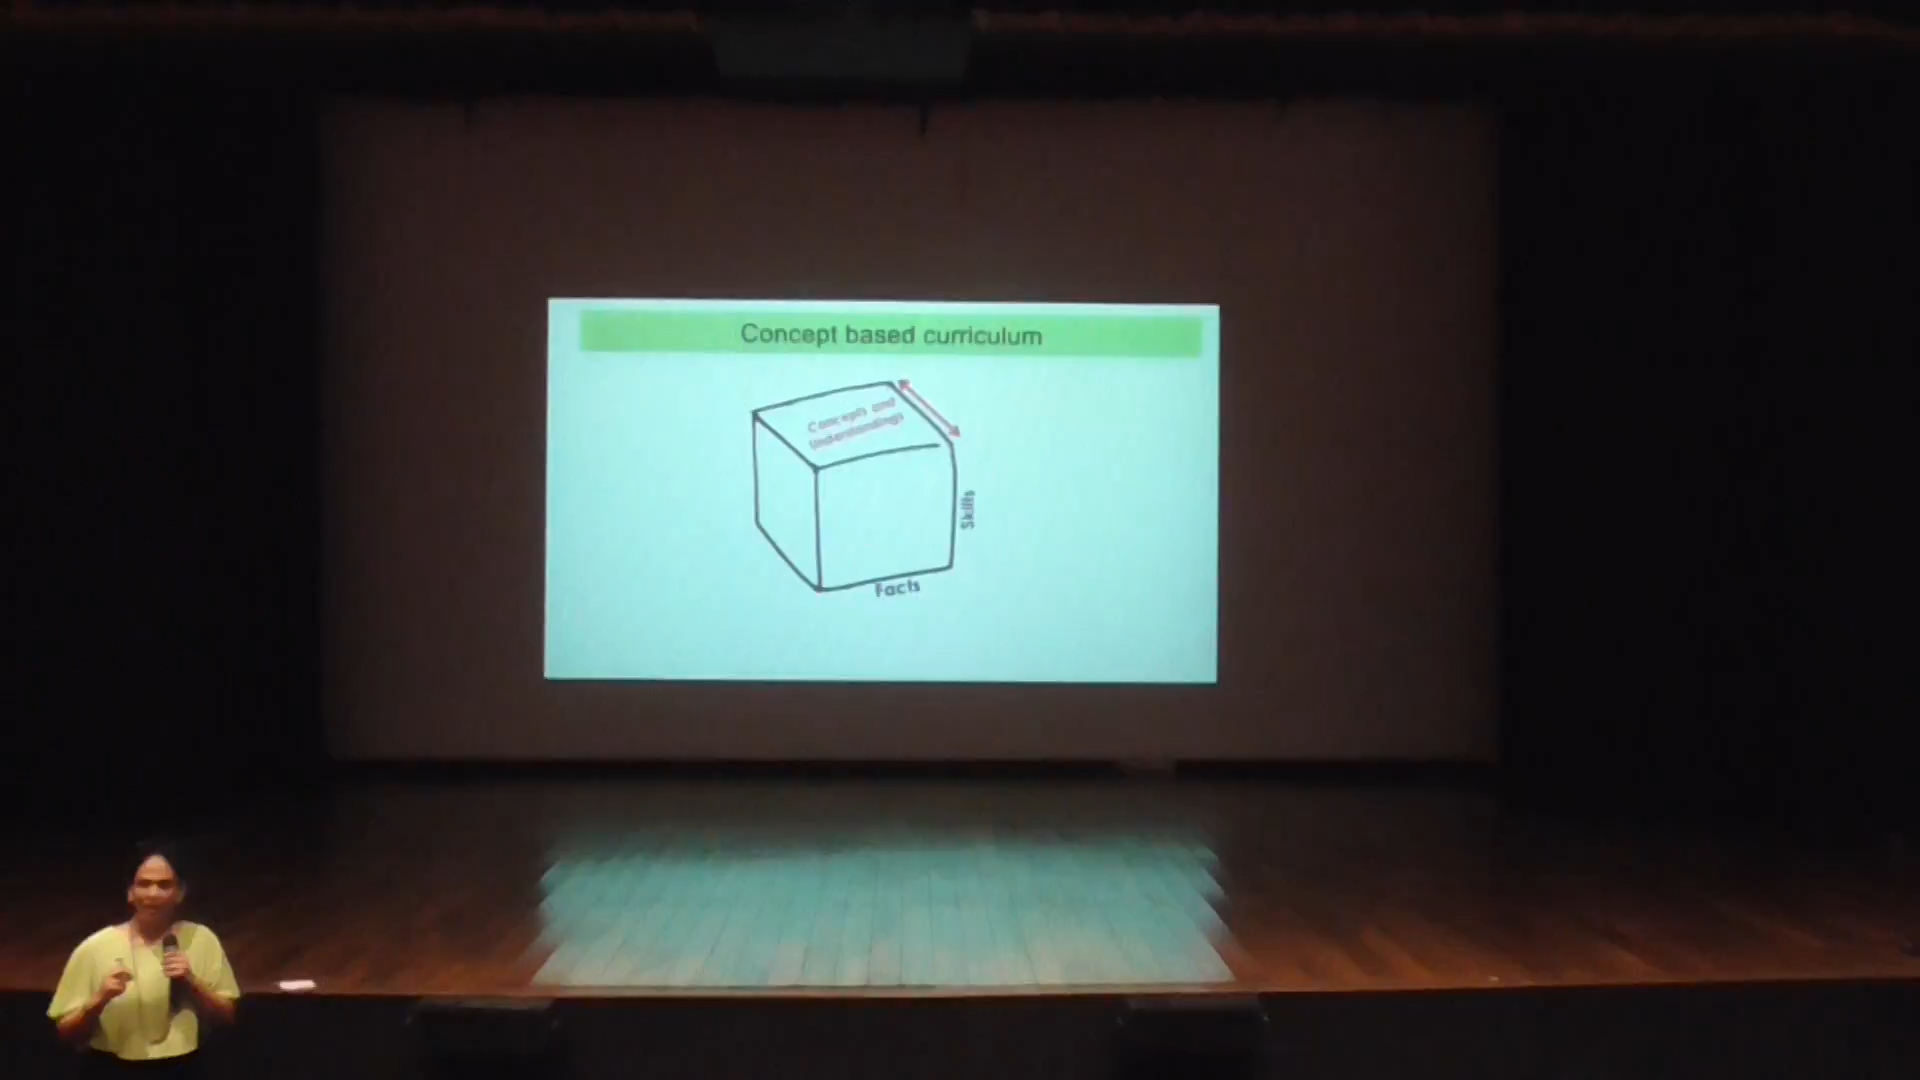 Concept based curriculum
Concepts and
Understandings
Skills
Facts